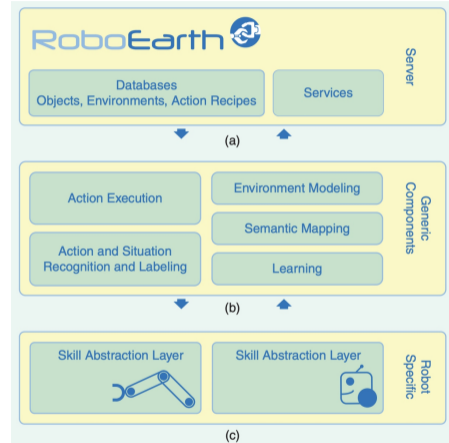 RoboEarth
Databases
Objects, Environments, Action Recipes
Services
Server
(a)
Action Execution
Action and Situation
Recognition and Labeling
Environment Modeling
Semantic Mapping
Learning
Generic
Components
(b)
Skill Abstraction Layer
Skill Abstraction Layer
Robot
Specific
(c)